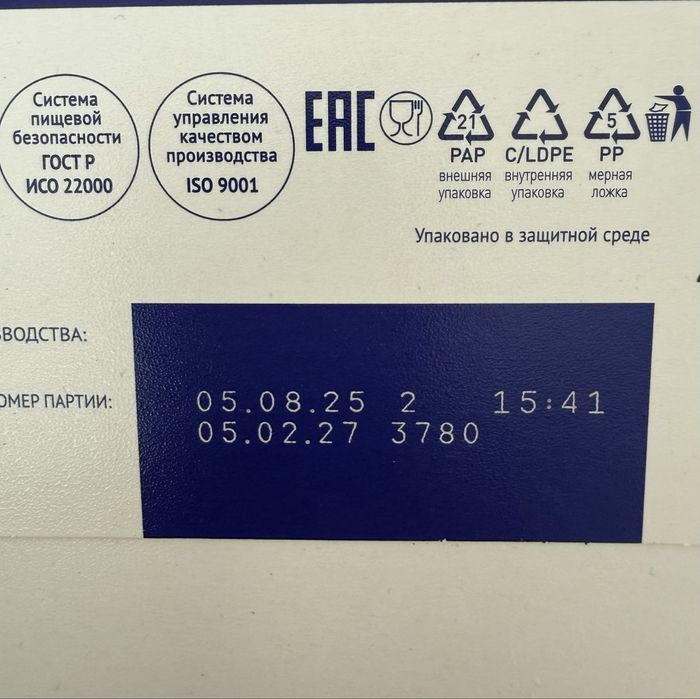 Система
пищевой
безопасности
ГОСТ Р
ИСО 22000
Система
управления
качеством
производства
ISO 9001
EAC
21
PAP
внешняя
упаковка
C/LDPE
внутренняя
упаковка
5
PP
мерная
ложка
Упаковано в защитной среде
ВОДСТВА:
ОМЕР ПАРТИИ:
05.08.25 2 15:41
05.02.27 3780